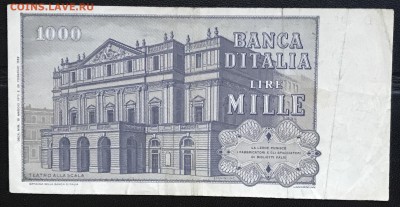 COINS.LAVE.RU
1000
BANCA
D'ITALIA
LIRE
MILLE
LA LEGGE PUNISCE
I FABBRICATORI E GLI SPACCIATORI
DI BIGLIETTI FALSI
TEATRO ALLA SCALA